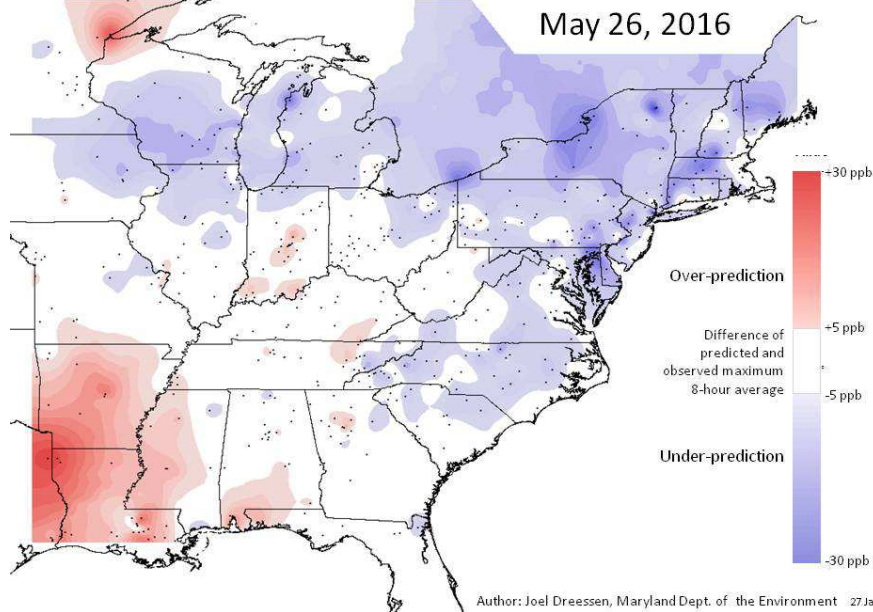 May 26, 2016
+30 ppb
Over-prediction
+5 ppb
Difference of
predicted and
observed maximum
8-hour average
-5 ppb
Under-prediction
-30 ppb
Author: Joel Dreessen, Maryland Dept. of the Environment 27Ja